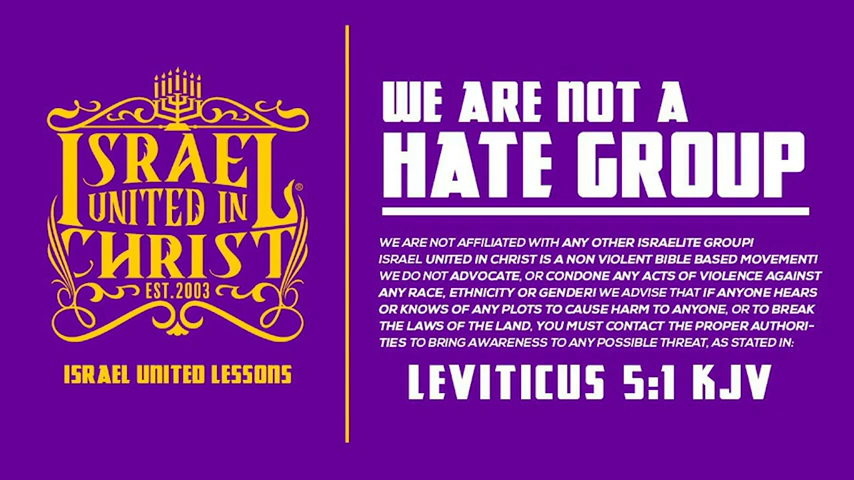 ISRAEL
UNITED IN
CHRIST
®
EST. 2003
ISRAEL UNITED LESSONS
WE ARE NOT A
HATE GROUP
WE ARE NOT AFFILIATED WITH ANY OTHER ISRAELITE GROUP!
ISRAEL UNITED IN CHRIST IS A NON VIOLENT BIBLE BASED MOVEMENT!
WE DO NOT ADVOCATE, OR CONDONE ANY ACTS OF VIOLENCE AGAINST
ANY RACE, ETHNICITY OR GENDER! WE ADVISE THAT IF ANYONE HEARS
OR KNOWS OF ANY PLOTS TO CAUSE HARM TO ANYONE, OR TO BREAK
THE LAWS OF THE LAND, YOU MUST CONTACT THE PROPER AUTHORI-
TIES TO BRING AWARENESS TO ANY POSSIBLE THREAT, AS STATED IN:
LEVITICUS 5:1 KJV